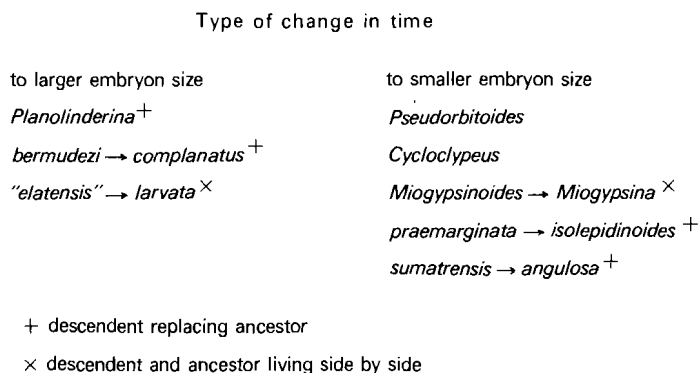 Type of change in time
to larger embryon size
Planolinderina+
bermudezi → complanatus+
"elatensis" → larvata×
to smaller embryon size
Pseudorbitoides
Cycloclypeus
Miogypsinoides → Miogypsina×
praemarginata → isolepidinoides+
sumatrensis → angulosa+
+ descendent replacing ancestor
× descendent and ancestor living side by side